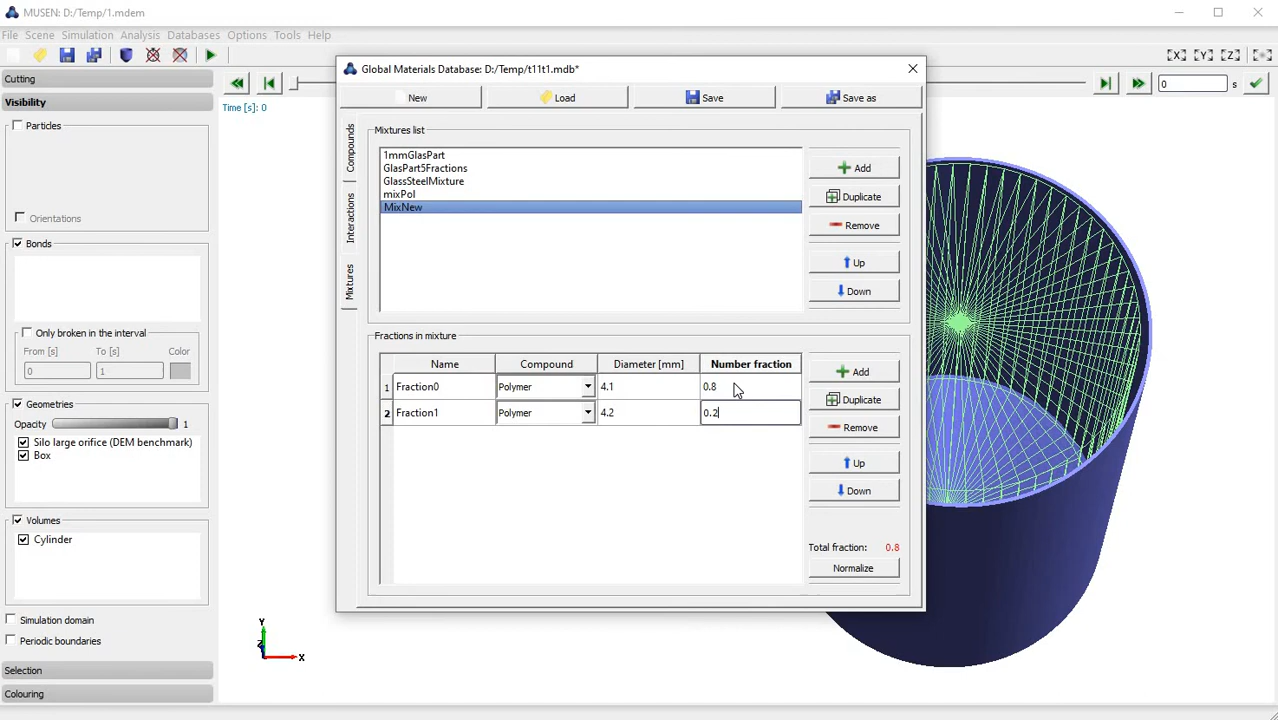 MUSEN: D:/Temp/1.mdem
File Scene Simulation Analysis Databases Options Tools Help
[X] [Y] [Z]
Cutting
Visibility
Particles
Orientations
Bonds
Only broken in the interval
From [s] To [s] Color
0 1
Geometries
Opacity 1
Silo large orifice (DEM benchmark)
Box
Volumes
Cylinder
Simulation domain
Periodic boundaries
Selection
Colouring
Time [s]: 0
0 s
Y
Z
X
Global Materials Database: D:/Temp/t11t1.mdb*
New Load Save Save as
Compounds
Interactions
Mixtures
Mixtures list
1mmGlasPart
GlasPart5Fractions
GlassSteelMixture
mixPol
MixNew
Add
Duplicate
Remove
Up
Down
Fractions in mixture
Name Compound Diameter [mm] Number fraction
1 Fraction0 Polymer 4.1 0.8
2 Fraction1 Polymer 4.2 0.2
Add
Duplicate
Remove
Up
Down
Total fraction: 0.8
Normalize